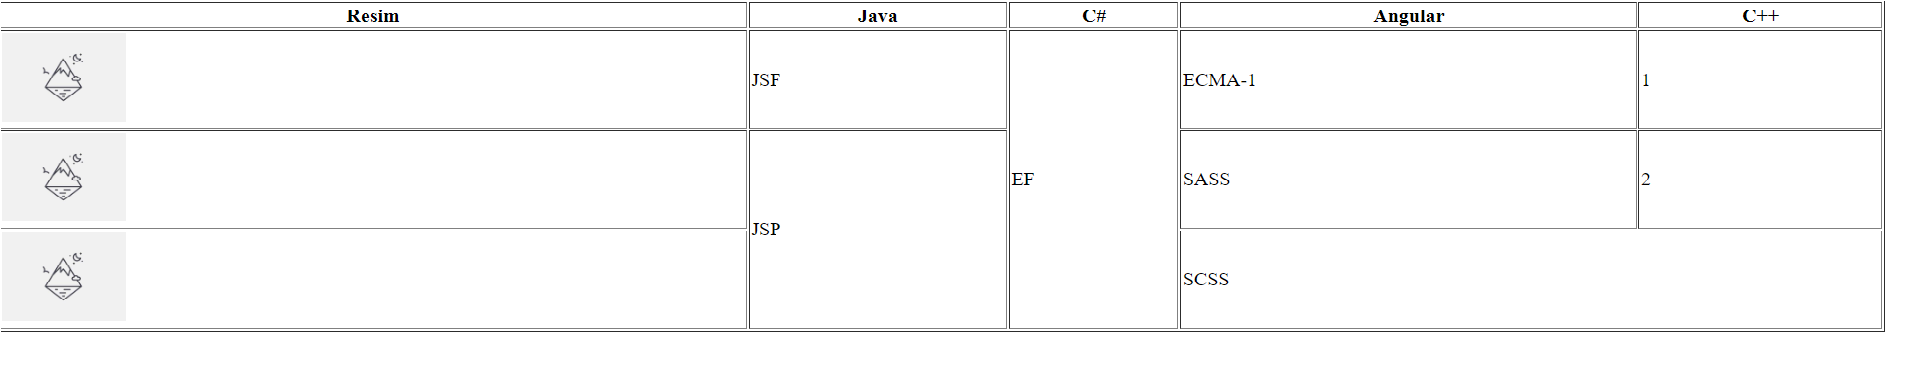 Resim Java C# Angular C++
JSF ECMA-1 1
EF SASS 2
JSP
SCSS